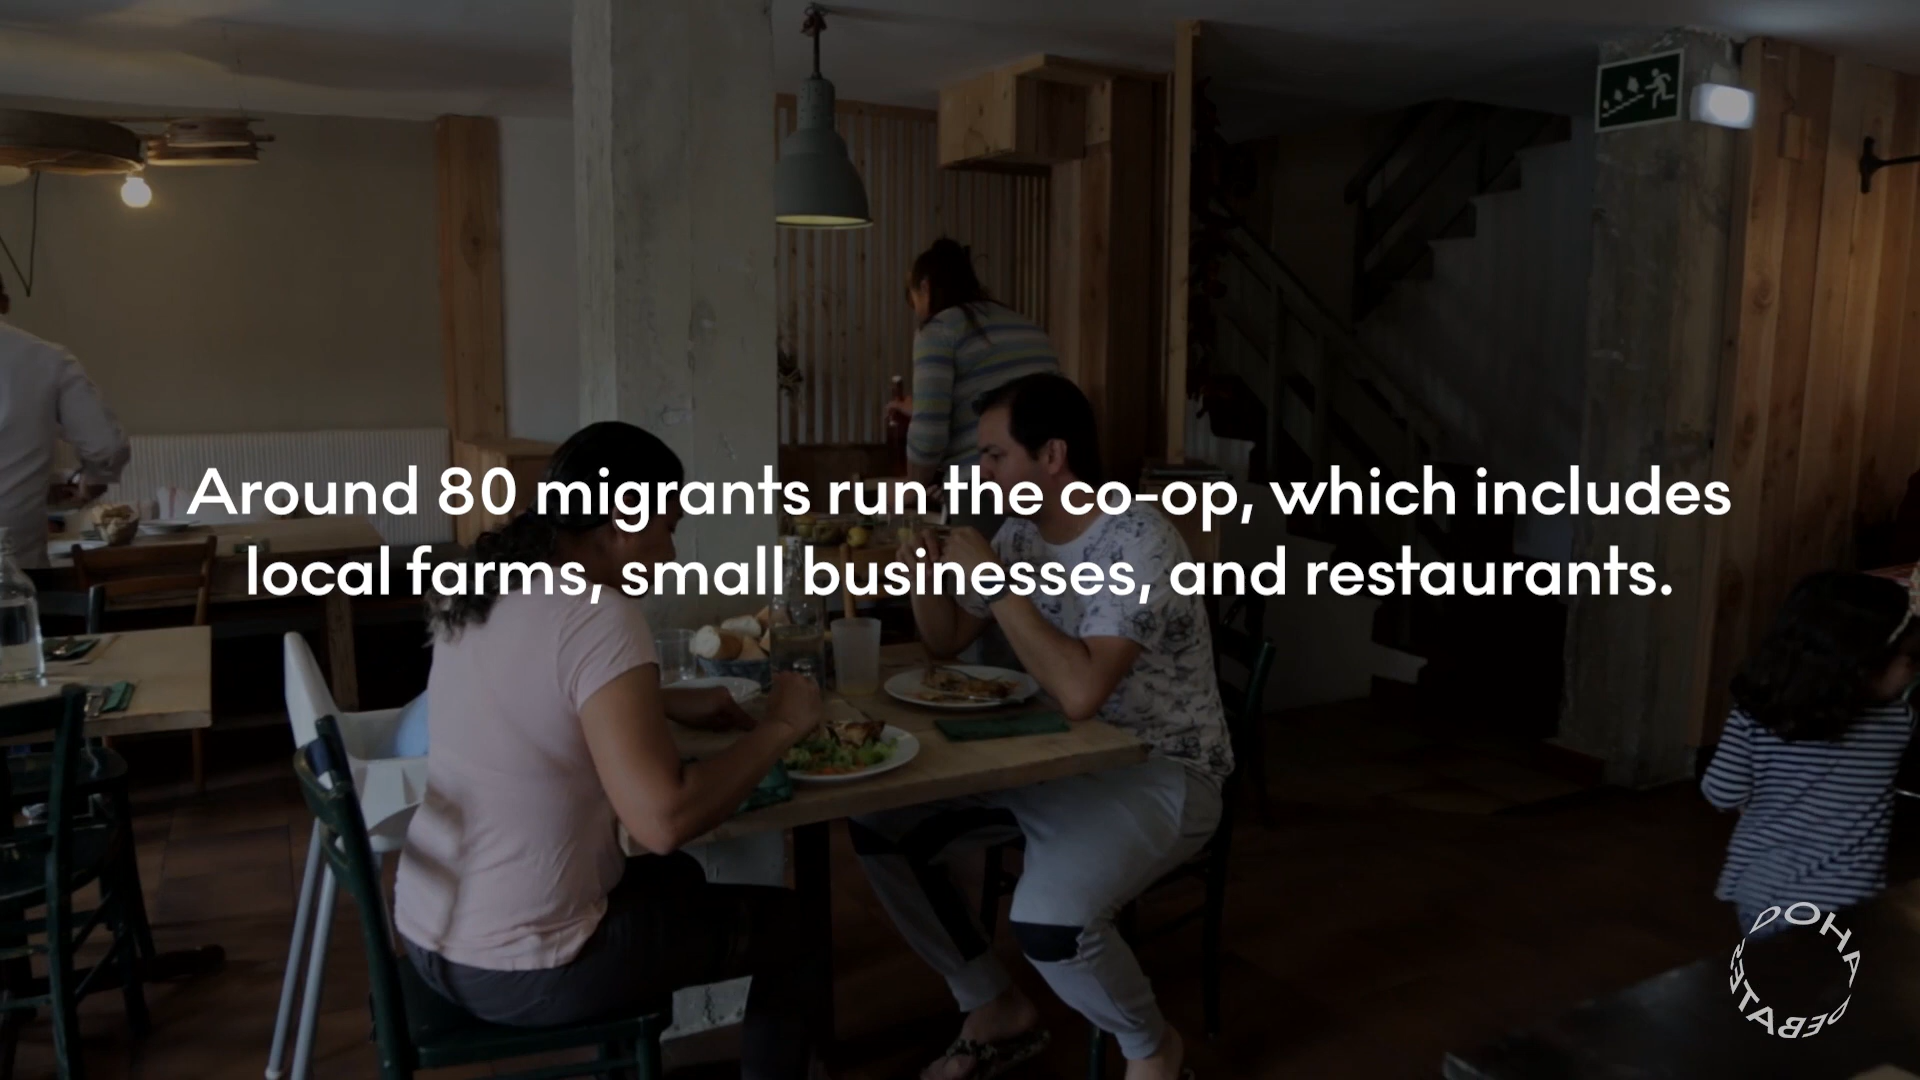 Around 80 migrants run the co-op, which includes
local farms, small businesses, and restaurants.
DOHA DEBATES